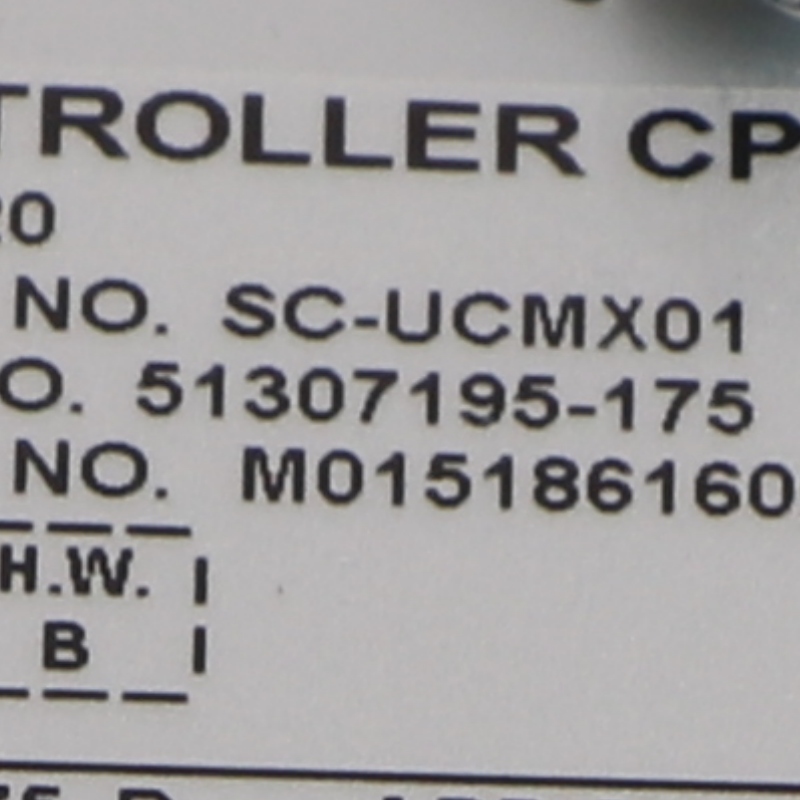 TROLLER CP
20
NO. SC-UCMX01
O. 51307195-175
NO. M015186160
H.W.
B